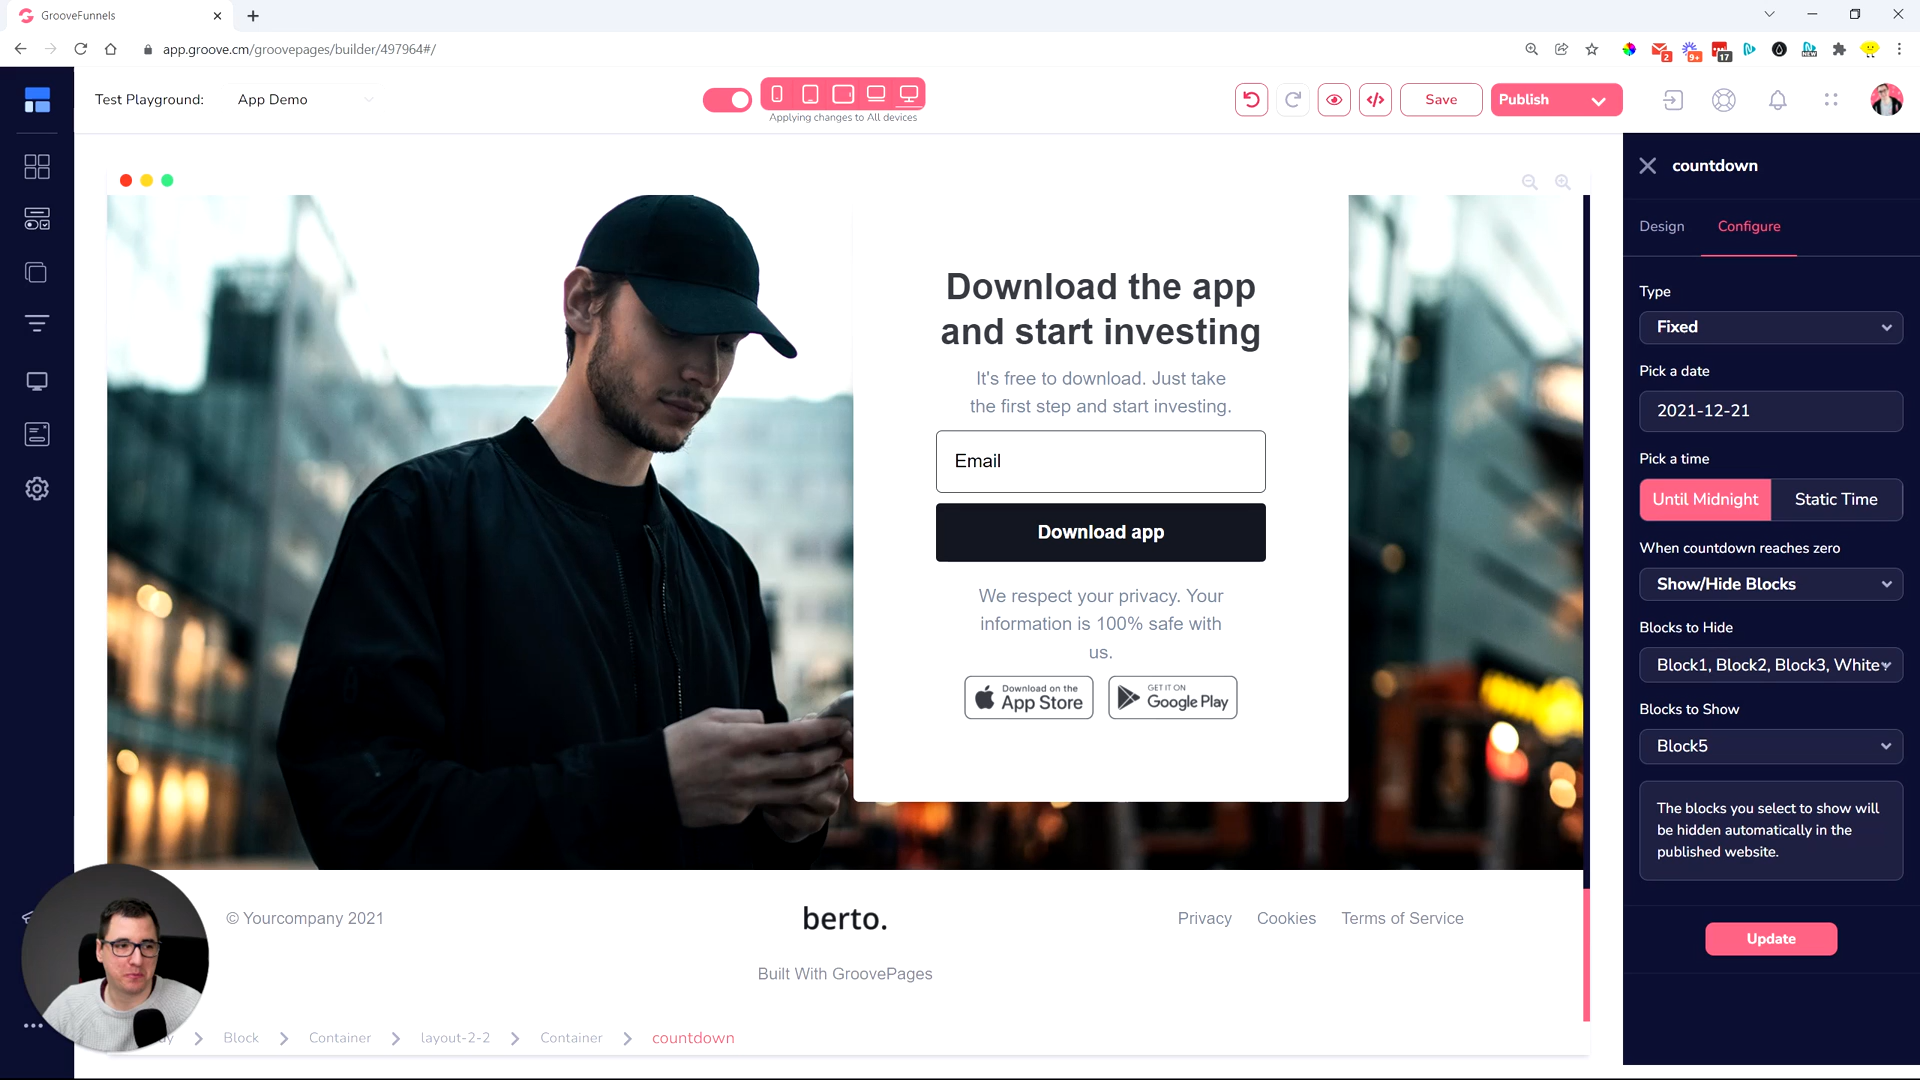 GrooveFunnels
app.groove.cm/groovepages/builder/497964#/
2
9+
17
NEW
Test Playground:
App Demo
Applying changes to All devices
Save
Publish
countdown
Design
Configure
Type
Fixed
Pick a date
2021-12-21
Pick a time
Until Midnight
Static Time
When countdown reaches zero
Show/Hide Blocks
Blocks to Hide
Block1, Block2, Block3, White
Blocks to Show
Block5
The blocks you select to show will
be hidden automatically in the
published website.
Update
Download the app
and start investing
It's free to download. Just take
the first step and start investing.
Email
Download app
We respect your privacy. Your
information is 100% safe with
us.
Download on the
App Store
GET IT ON
Google Play
© Yourcompany 2021
berto.
Privacy
Cookies
Terms of Service
Built With GroovePages
Block
Container
layout-2-2
Container
countdown